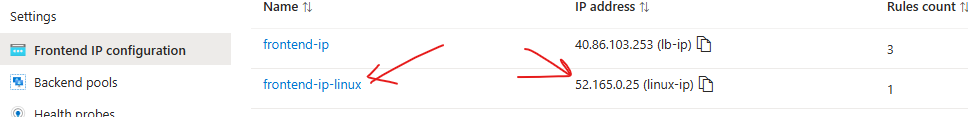 Settings
Name ↑↓ IP address ↑↓ Rules count ↑↓
Frontend IP configuration
frontend-ip 40.86.103.253 (lb-ip) 3
Backend pools
frontend-ip-linux 52.165.0.25 (linux-ip) 1
Health probes